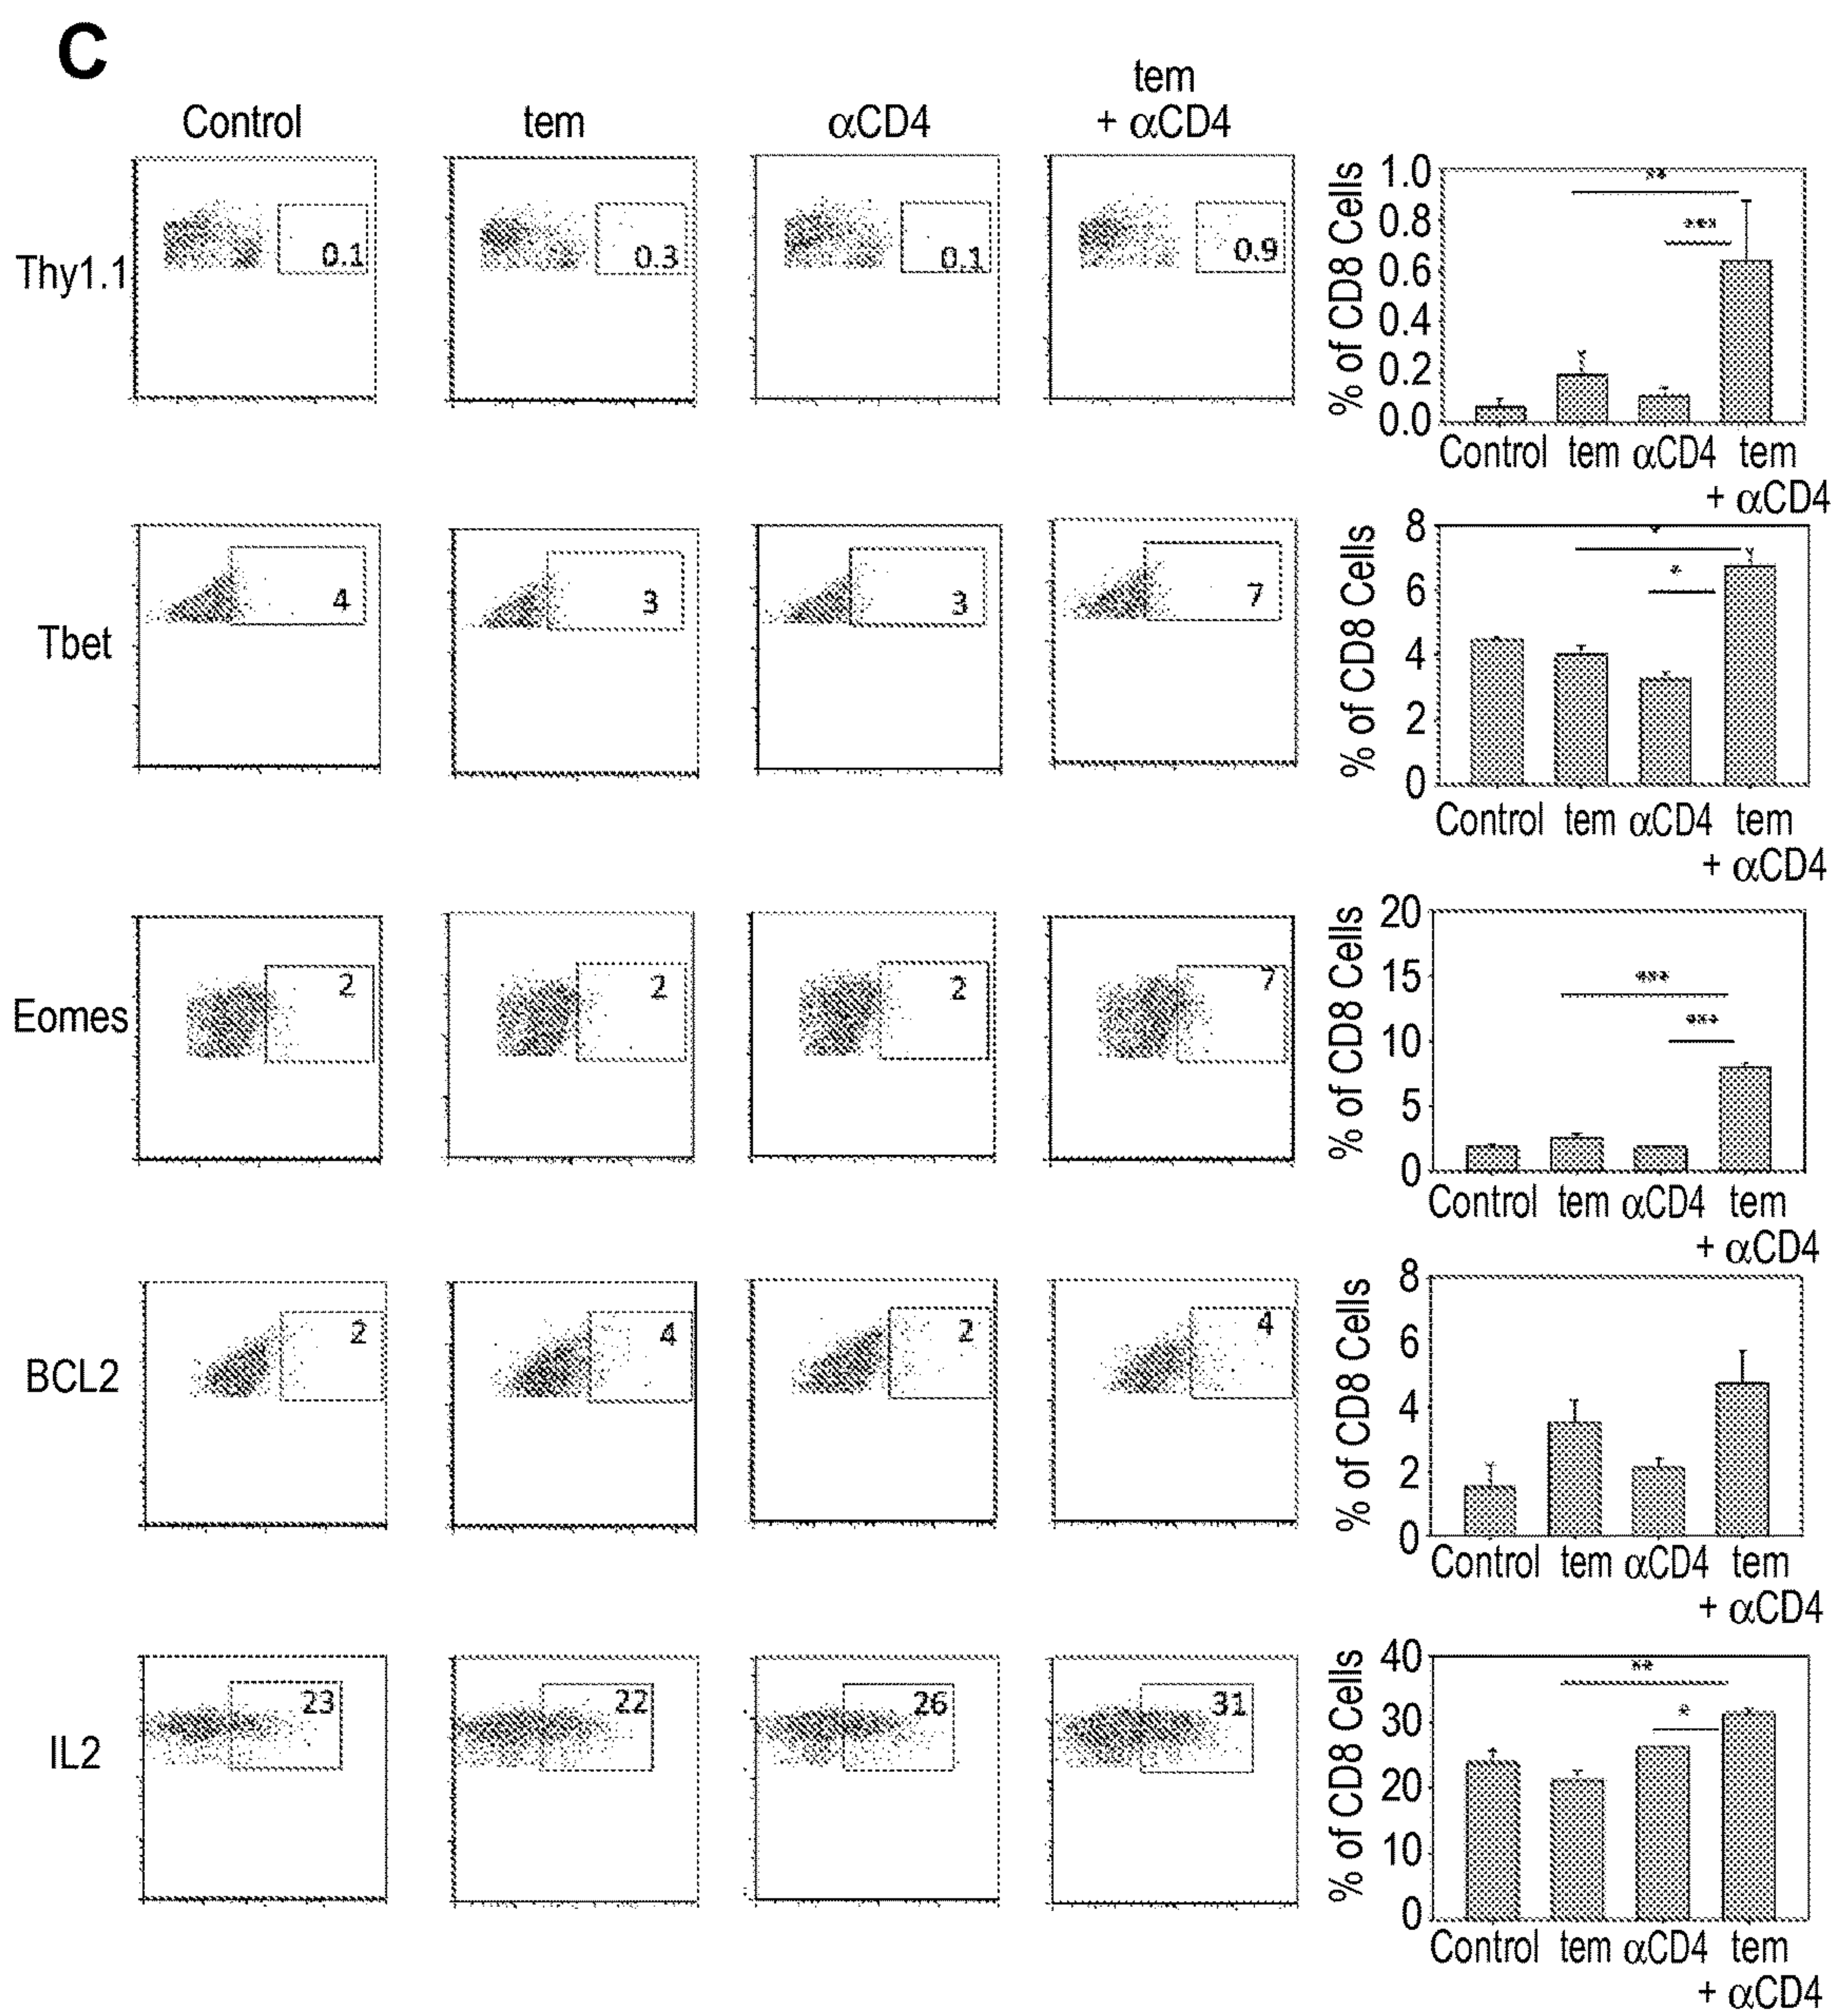 C
Control
tem
αCD4
tem
+ αCD4
Thy1.1
0.1
0.3
0.1
0.9
% of CD8 Cells
1.0
0.8
0.6
0.4
0.2
0.0
**
***
Control tem αCD4 tem
+ αCD4
Tbet
4
3
3
7
% of CD8 Cells
8
6
4
2
0
*
*
Control tem αCD4 tem
+ αCD4
Eomes
2
2
2
7
% of CD8 Cells
20
15
10
5
0
***
***
Control tem αCD4 tem
+ αCD4
BCL2
2
4
2
4
% of CD8 Cells
8
6
4
2
0
Control tem αCD4 tem
+ αCD4
IL2
23
22
26
31
% of CD8 Cells
40
30
20
10
0
**
*
Control tem αCD4 tem
+ αCD4